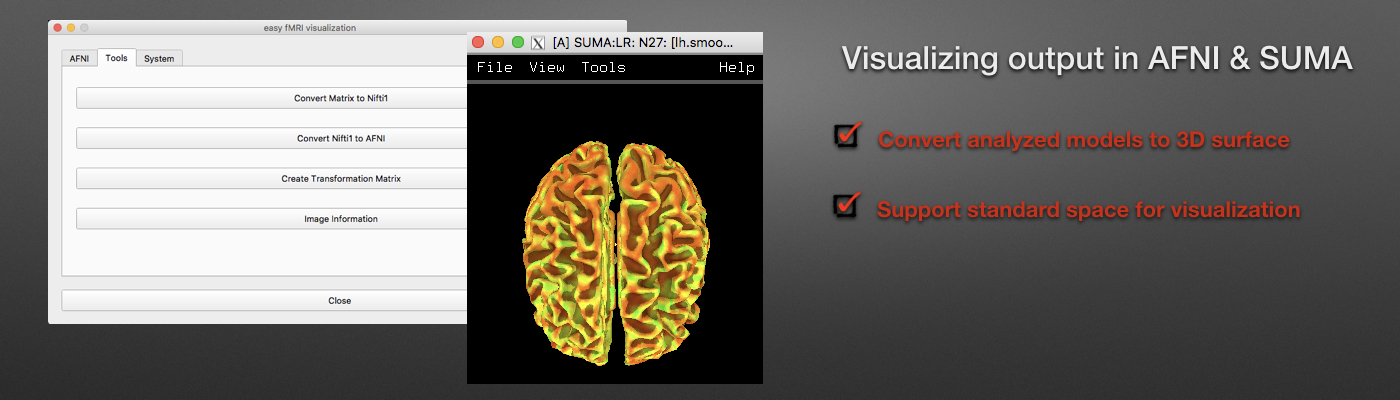 easy fMRI visualization
AFNI Tools System
Convert Matrix to Nifti1
Convert Nifti1 to AFNI
Create Transformation Matrix
Image Information
Close
[A] SUMA:LR: N27: [lh.smoo...
File View Tools Help
Visualizing output in AFNI & SUMA
Convert analyzed models to 3D surface
Support standard space for visualization